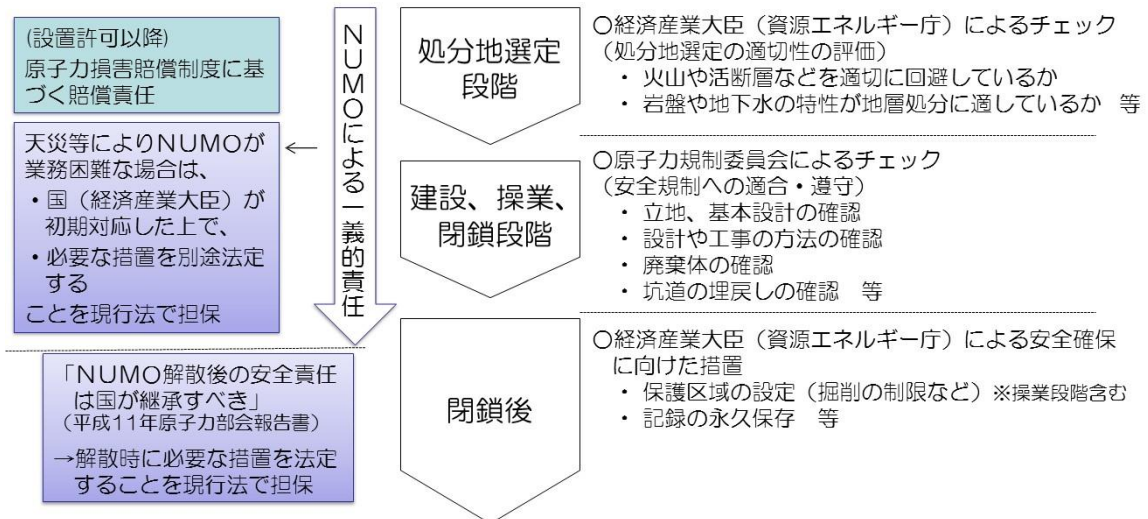 (設置許可以降)
原子力損害賠償制度に基
づく賠償責任
天災等によりNUMOが
業務困難な場合は、
・国(経済産業大臣)が
初期対応した上で、
・必要な措置を別途法定
する
ことを現行法で担保
←
「NUMO解散後の安全責任
は国が継承すべき」
(平成11年原子力部会報告書)
→解散時に必要な措置を法定
することを現行法で担保
NUMOによる一義的責任
処分地選定
段階
〇経済産業大臣(資源エネルギー庁)によるチェック
(処分地選定の適切性の評価)
・ 火山や活断層などを適切に回避しているか
・ 岩盤や地下水の特性が地層処分に適しているか 等
建設、操業、
閉鎖段階
〇原子力規制委員会によるチェック
(安全規制への適合・遵守)
・ 立地、基本設計の確認
・ 設計や工事の方法の確認
・ 廃棄体の確認
・ 坑道の埋戻しの確認 等
閉鎖後
〇経済産業大臣(資源エネルギー庁)による安全確保
に向けた措置
・ 保護区域の設定(掘削の制限など)※操業段階含む
・ 記録の永久保存 等